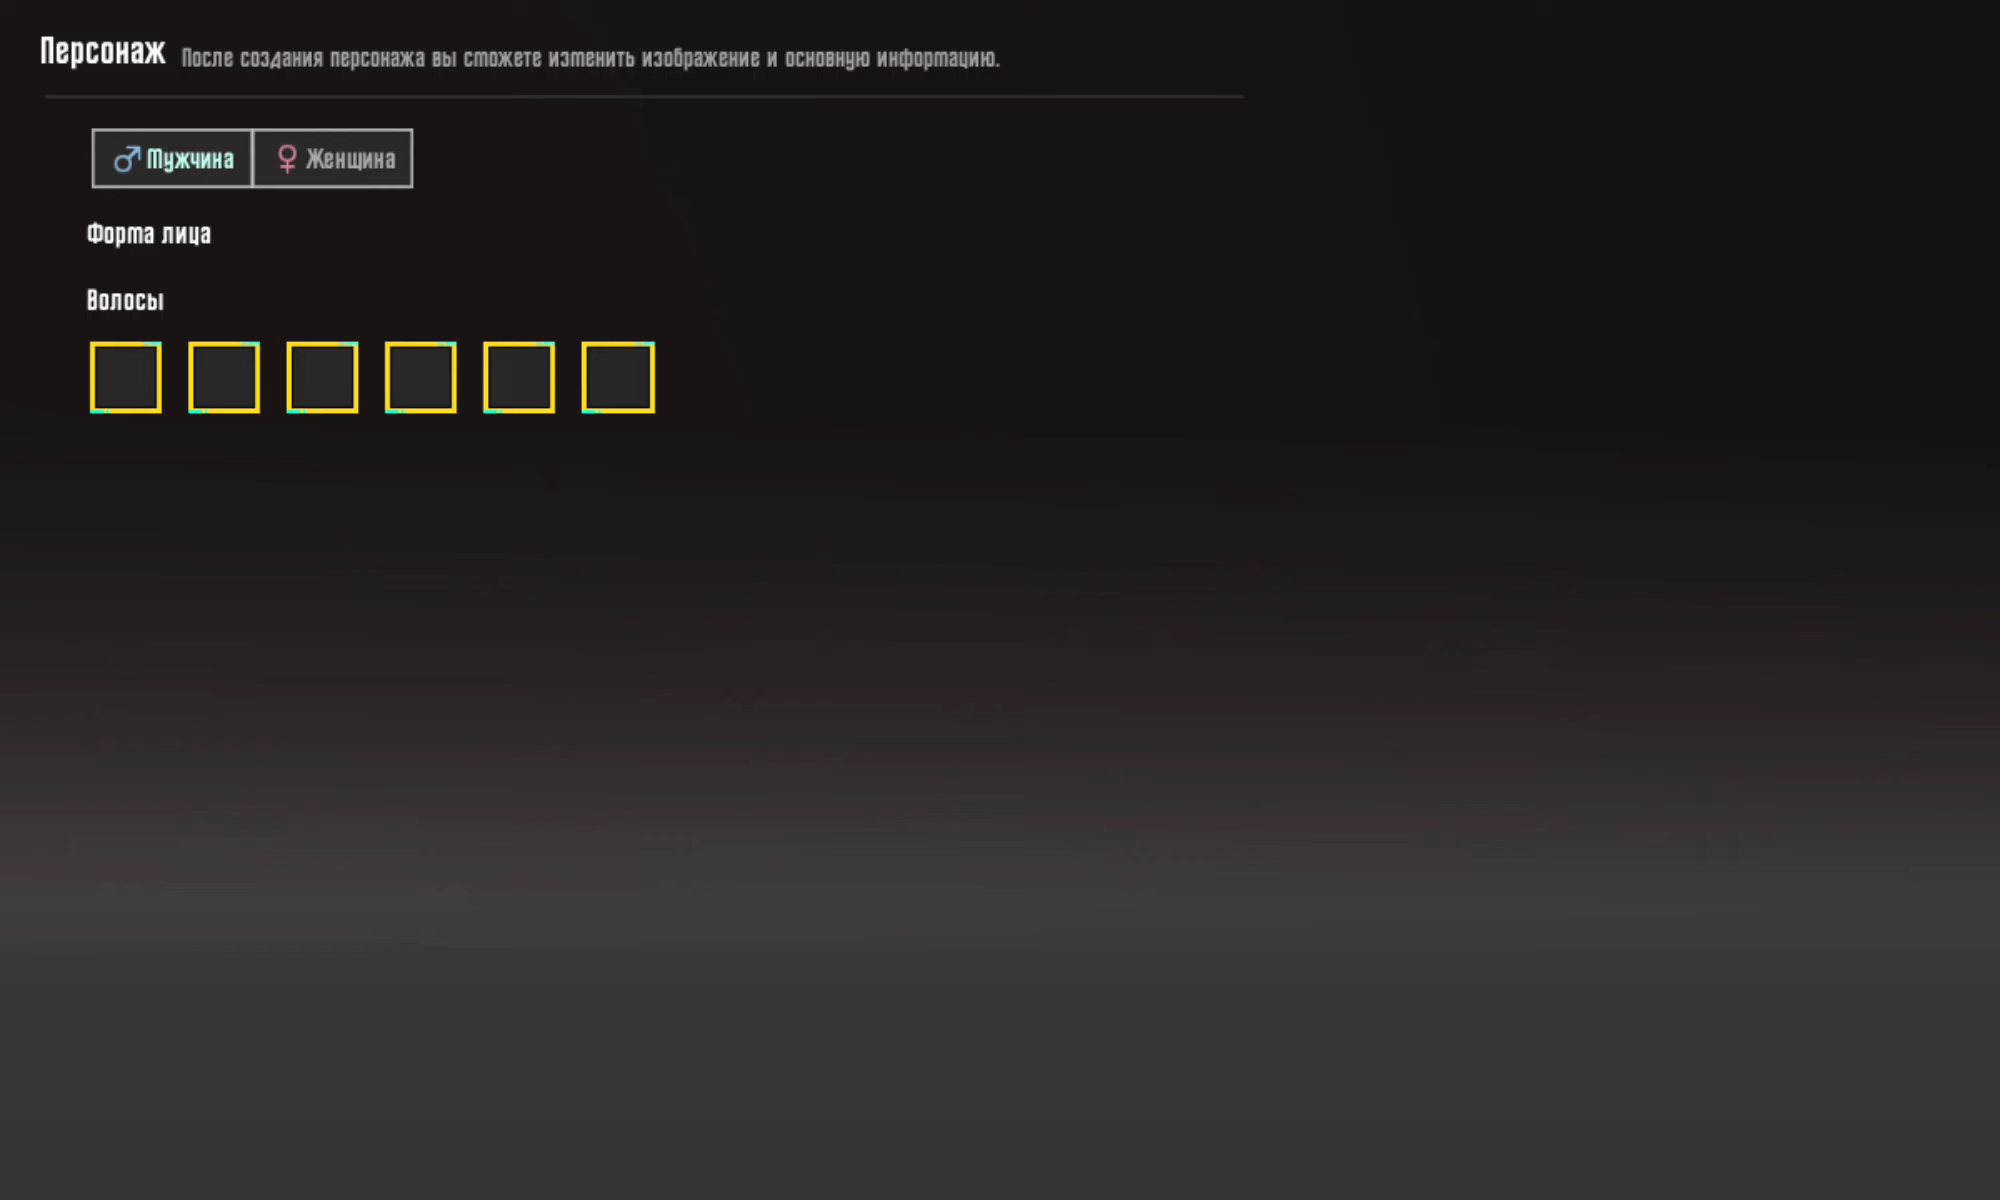 Персонаж После создания персонажа вы сможете изменить изображение и основную информацию.
♂ Мужчина ♀ Женщина
Форма лица
Волосы